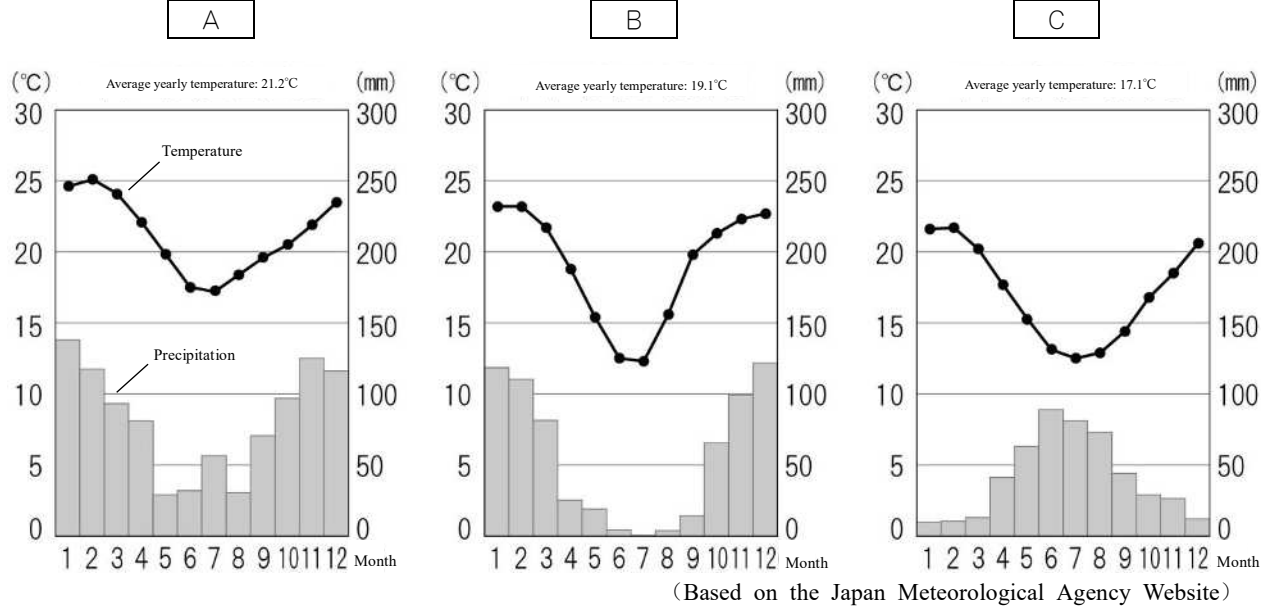 A B C
(℃) Average yearly temperature: 21.2℃ (mm) (℃) Average yearly temperature: 19.1℃ (mm) (℃) Average yearly temperature: 17.1℃ (mm)
30 300 30 300 30 300
Temperature
25 250 25 250 25 250
20 200 20 200 20 200
15 150 15 150 15 150
Precipitation
10 100 10 100 10 100
5 50 5 50 5 50
0 0 0 0 0 0
1 2 3 4 5 6 7 8 9 10 11 12 Month 1 2 3 4 5 6 7 8 9 10 11 12 Month 1 2 3 4 5 6 7 8 9 10 11 12 Month
（Based on the Japan Meteorological Agency Website）